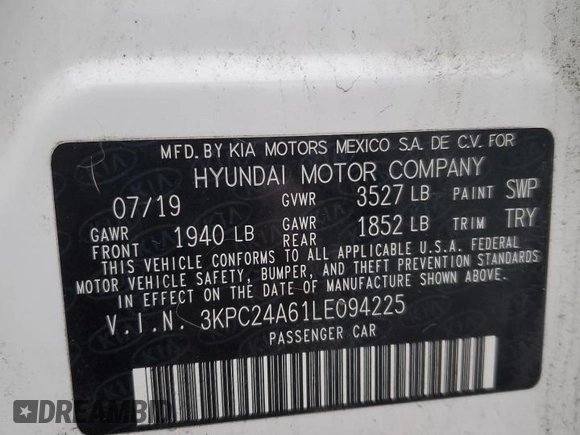 MFD. BY KIA MOTORS MEXICO S.A. DE C.V. FOR
HYUNDAI MOTOR COMPANY
07/19 GVWR 3527 LB PAINT SWP
GAWR FRONT 1940 LB GAWR REAR 1852 LB TRIM TRY
THIS VEHICLE CONFORMS TO ALL APPLICABLE U.S.A. FEDERAL
MOTOR VEHICLE SAFETY, BUMPER, AND THEFT PREVENTION STANDARDS
IN EFFECT ON THE DATE OF MANUFACTURE SHOWN ABOVE.
V.I.N. 3KPC24A61LE094225
PASSENGER CAR
DREAMBID